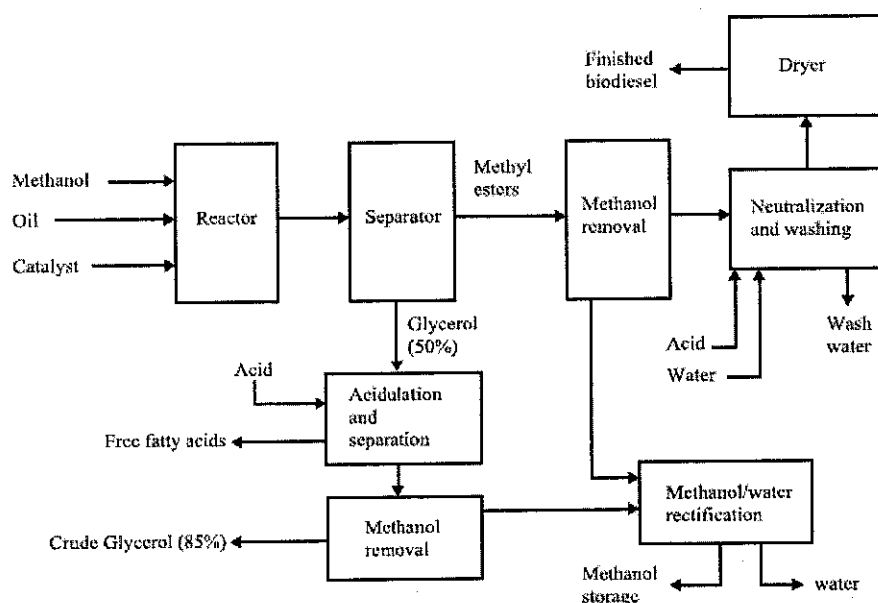 Finished
biodiesel
Dryer
Methanol
Oil
Catalyst
Reactor
Separator
Methyl
esters
Methanol
removal
Neutralization
and washing
Glycerol
(50%)
Acid
Water
Wash
water
Acid
Acidulation
and
separation
Free fatty acids
Methanol
removal
Crude Glycerol (85%)
Methanol/water
rectification
Methanol
storage
water